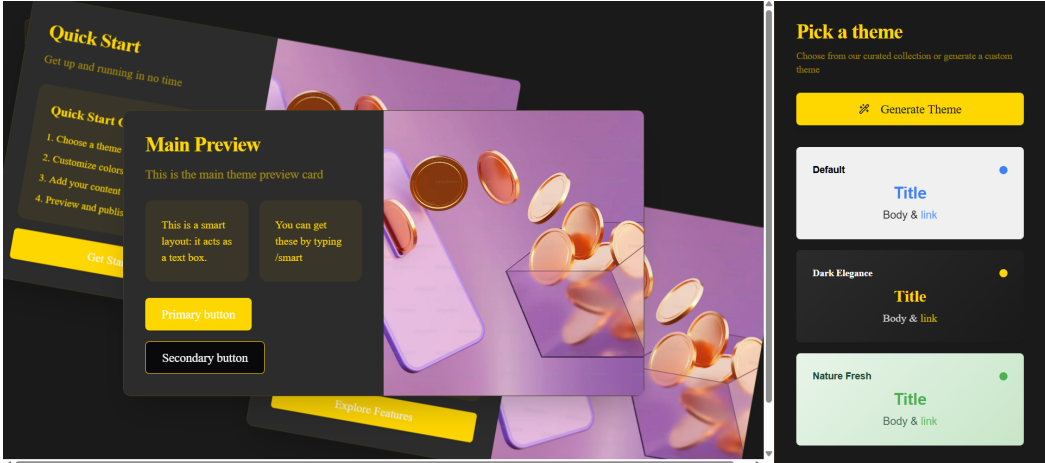 Quick Start
Get up and running in no time
Quick Start
1. Choose a theme
2. Customize colors
3. Add your content
4. Preview and publis
Get Sta
Main Preview
This is the main theme preview card
This is a smart
layout: it acts as
a text box.
You can get
these by typing
/smart
Primary button
Secondary button
Explore Features
Pick a theme
Choose from our curated collection or generate a custom
theme
Generate Theme
Default
Title
Body & link
Dark Elegance
Title
Body & link
Nature Fresh
Title
Body & link